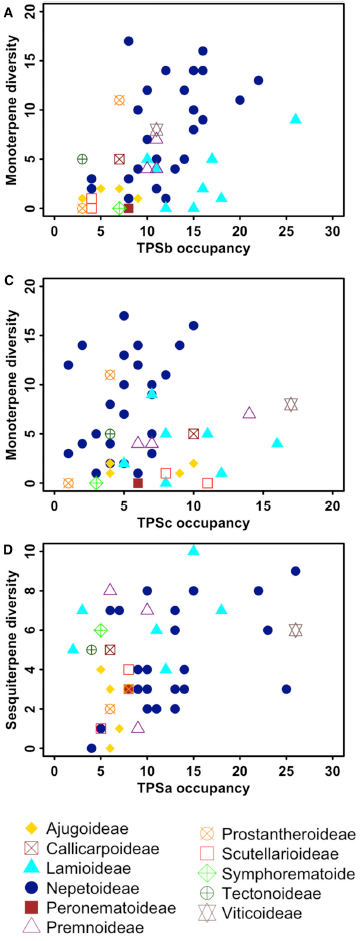 A
Monoterpene diversity
20
15
10
5
0
0 5 10 15 20 25 30
TPSb occupancy
C
Monoterpene diversity
20
15
10
5
0
0 5 10 15 20
TPSc occupancy
D
Sesquiterpene diversity
10
8
6
4
2
0
0 5 10 15 20 25 30
TPSa occupancy
Ajugoideae
Callicarpoideae
Lamioideae
Nepetoideae
Peronematoideae
Premnoideae
Prostantheroideae
Scutellarioideae
Symphorematoide
Tectonoideae
Viticoideae